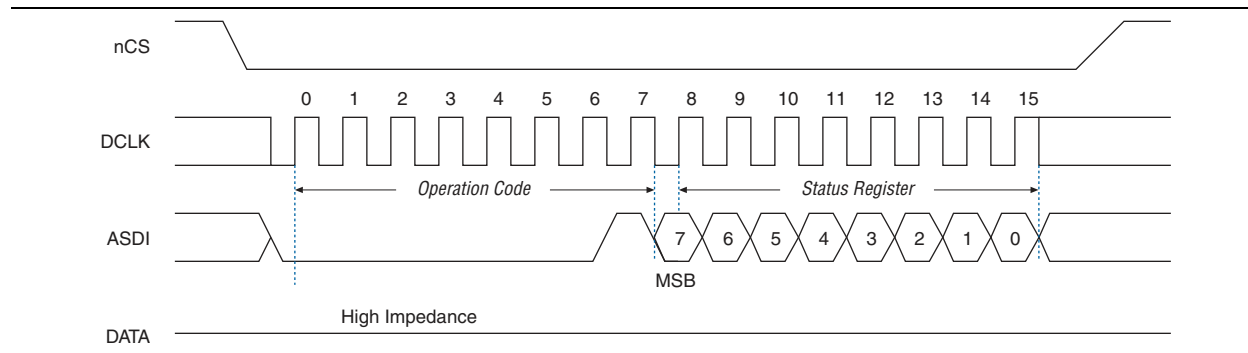 nCS
0 1 2 3 4 5 6 7 8 9 10 11 12 13 14 15
DCLK
Operation Code Status Register
ASDI 7 6 5 4 3 2 1 0
MSB
High Impedance
DATA